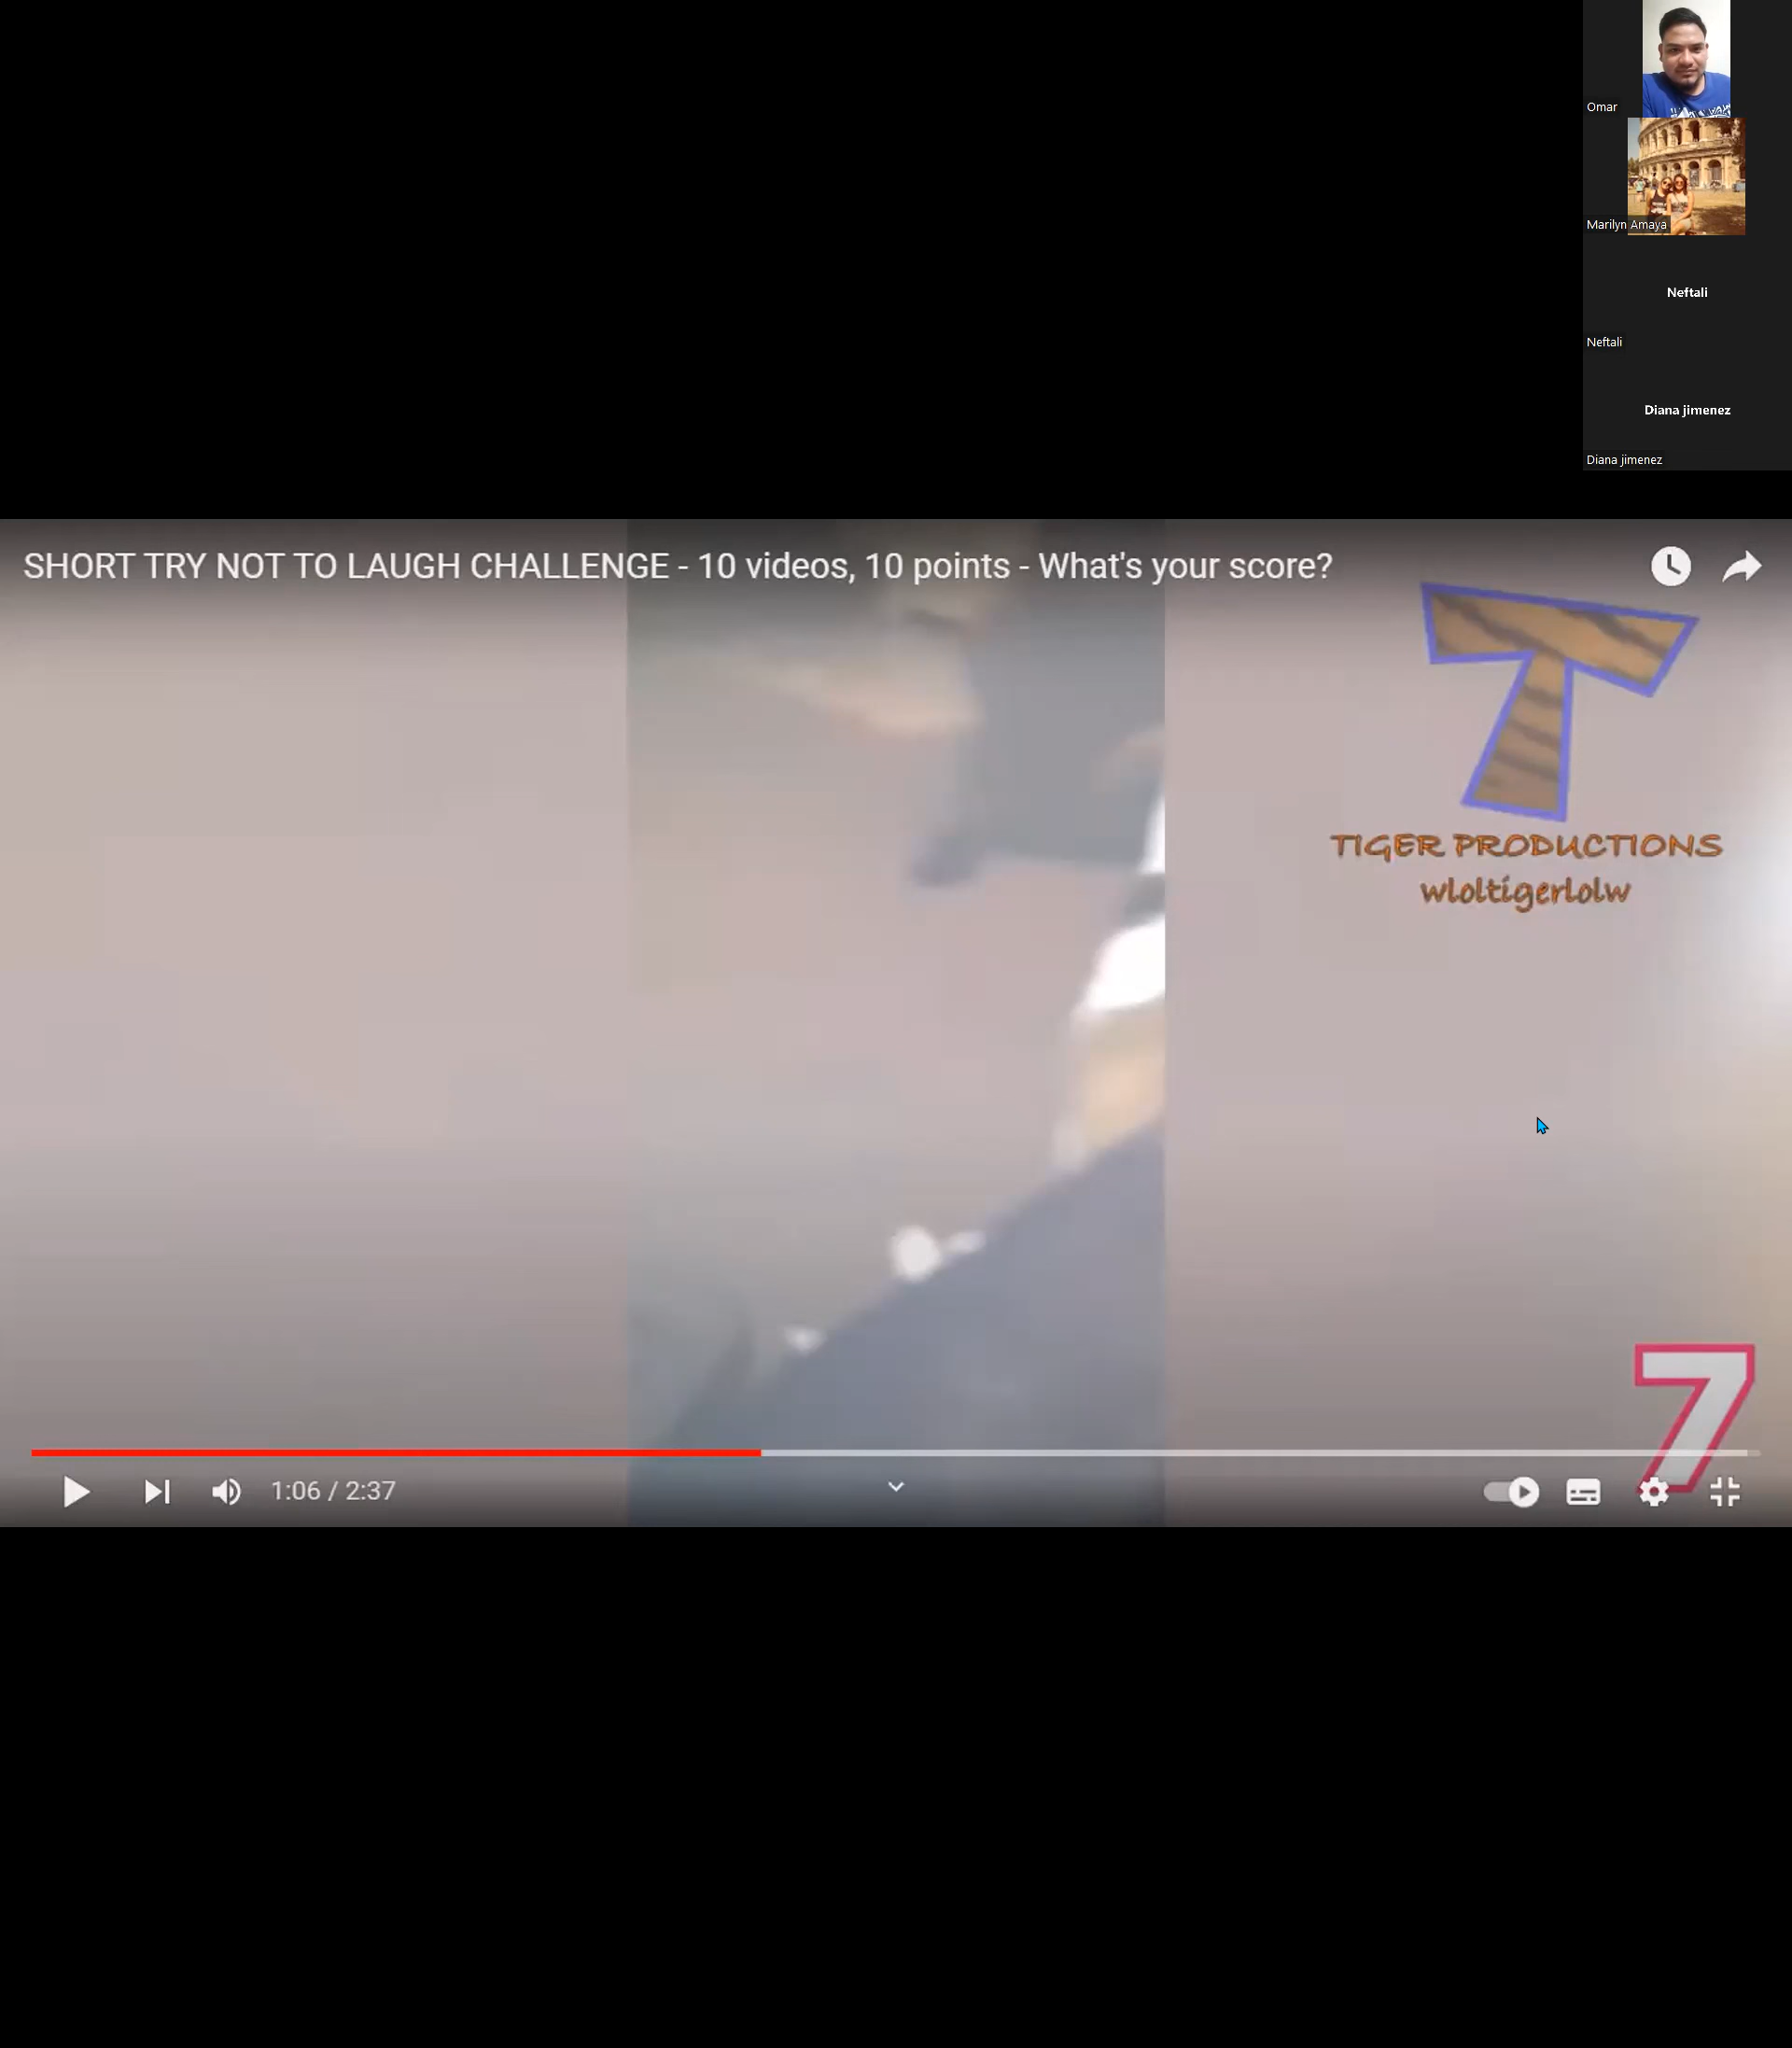 Omar
Marilyn Amaya
Neftali
Neftali
Diana jimenez
Diana jimenez
SHORT TRY NOT TO LAUGH CHALLENGE - 10 videos, 10 points - What's your score?
T
TIGER PRODUCTIONS
wloltigerlolw
7
1:06 / 2:37